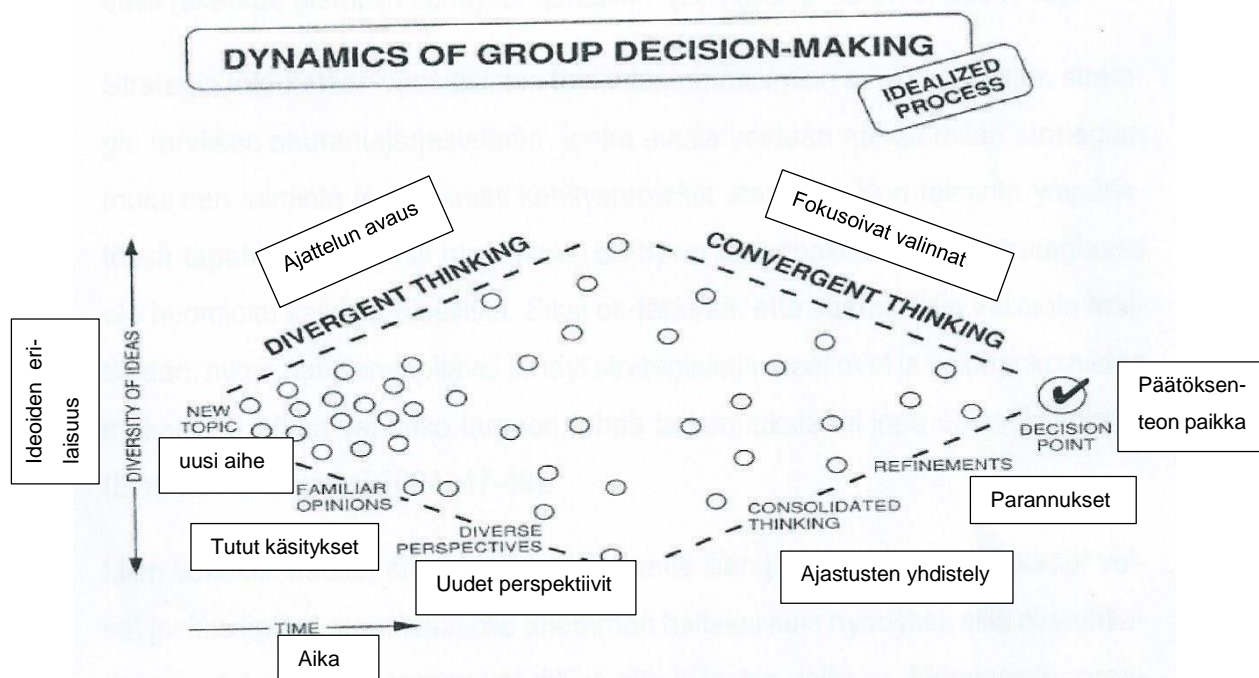 DYNAMICS OF GROUP DECISION-MAKING
IDEALIZED
PROCESS
Ajattelun avaus
Fokusoivat valinnat
DIVERGENT THINKING
CONVERGENT THINKING
Ideoiden eri-
laisuus
DIVERSITY OF IDEAS
NEW
TOPIC
uusi aihe
Päätöksen-
teon paikka
DECISION
POINT
REFINEMENTS
Parannukset
FAMILIAR
OPINIONS
CONSOLIDATED
THINKING
Tutut käsitykset
DIVERSE
PERSPECTIVES
Uudet perspektiivit
Ajastusten yhdistely
TIME
Aika